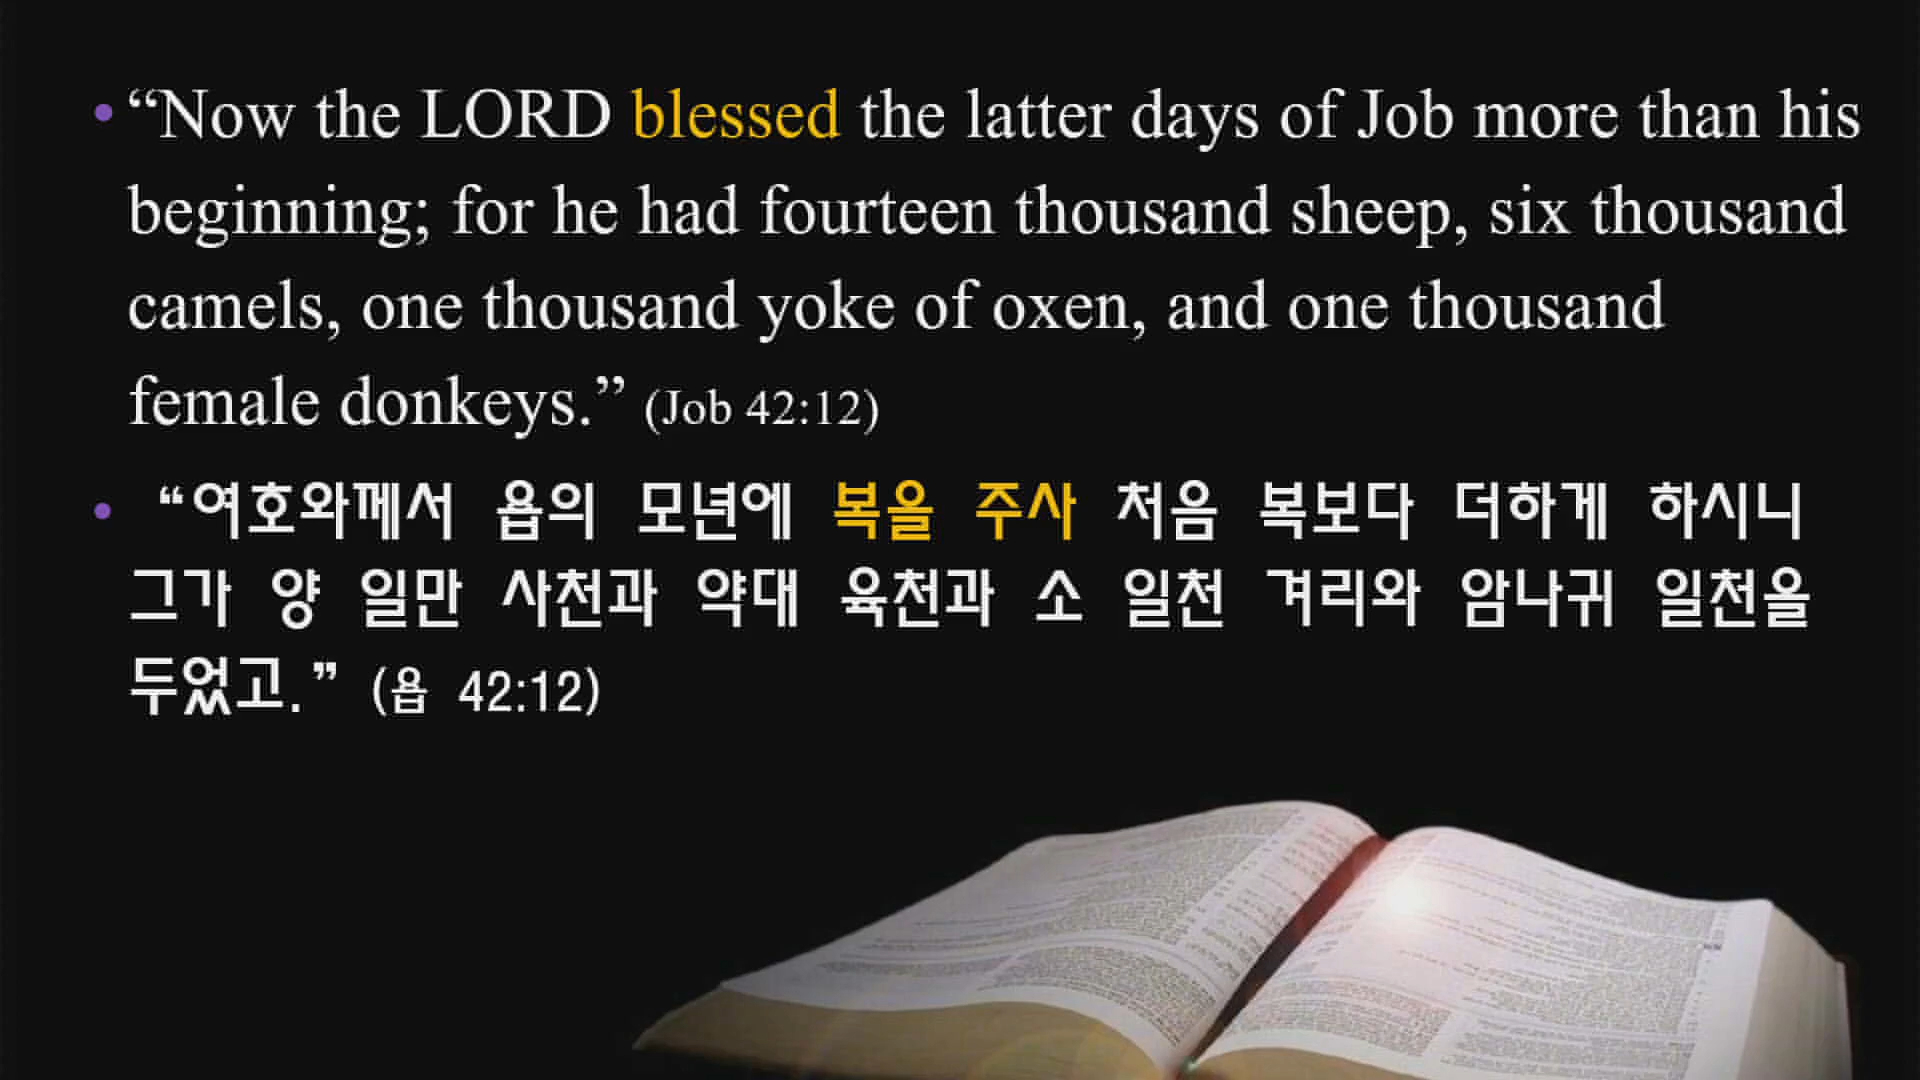 • “Now the LORD blessed the latter days of Job more than his
beginning; for he had fourteen thousand sheep, six thousand
camels, one thousand yoke of oxen, and one thousand
female donkeys.” (Job 42:12)
• “여호와께서 욥의 모년에 복을 주사 처음 복보다 더하게 하시니
그가 양 일만 사천과 약대 육천과 소 일천 겨리와 암나귀 일천을
두었고.” (욥 42:12)